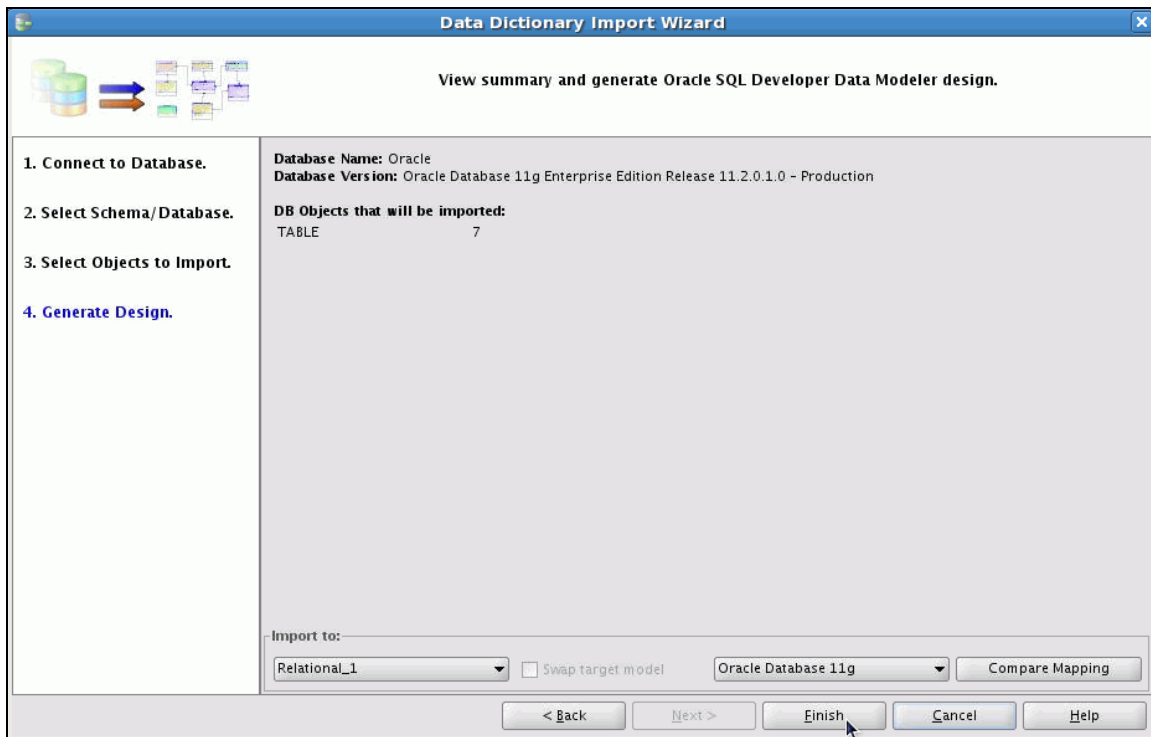 Data Dictionary Import Wizard
View summary and generate Oracle SQL Developer Data Modeler design.
1. Connect to Database.
2. Select Schema/Database.
3. Select Objects to Import.
4. Generate Design.
Database Name: Oracle
Database Version: Oracle Database 11g Enterprise Edition Release 11.2.0.1.0 - Production
DB Objects that will be imported:
TABLE 7
Import to:
Relational_1 Swap target model Oracle Database 11g Compare Mapping
< Back Next > Finish Cancel Help